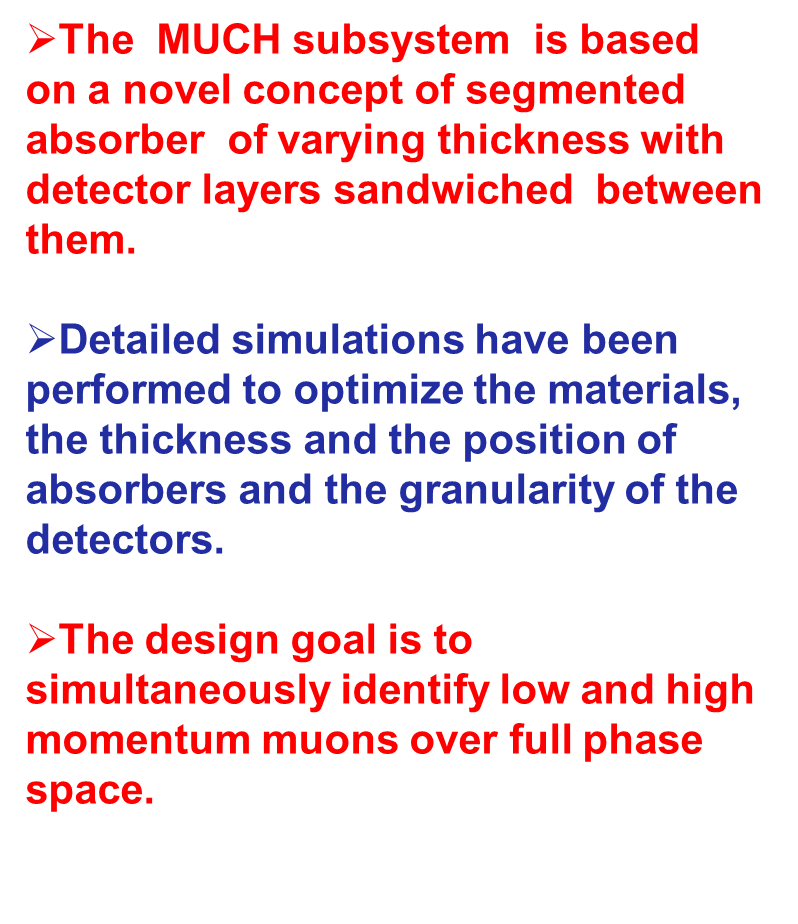 ➢The MUCH subsystem is based
on a novel concept of segmented
absorber of varying thickness with
detector layers sandwiched between
them.
➢Detailed simulations have been
performed to optimize the materials,
the thickness and the position of
absorbers and the granularity of the
detectors.
➢The design goal is to
simultaneously identify low and high
momentum muons over full phase
space.